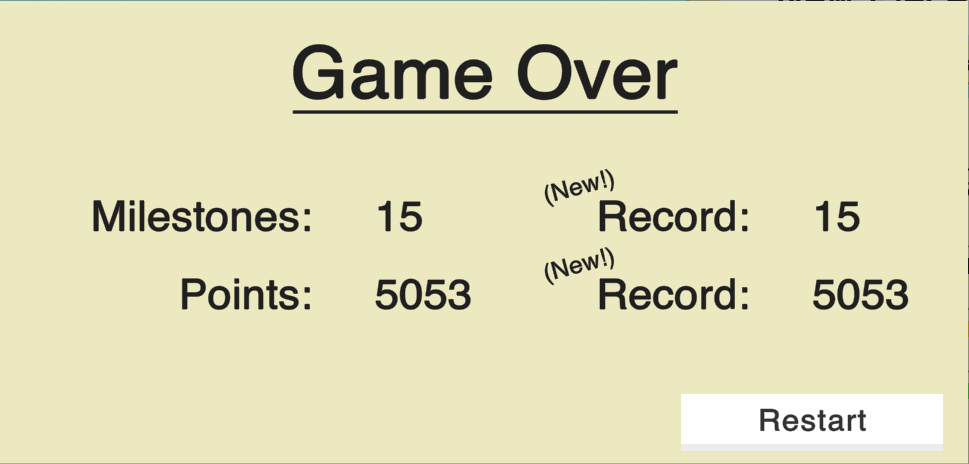 Game Over
(New!)
Milestones: 15 Record: 15
(New!)
Points: 5053 Record: 5053
Restart